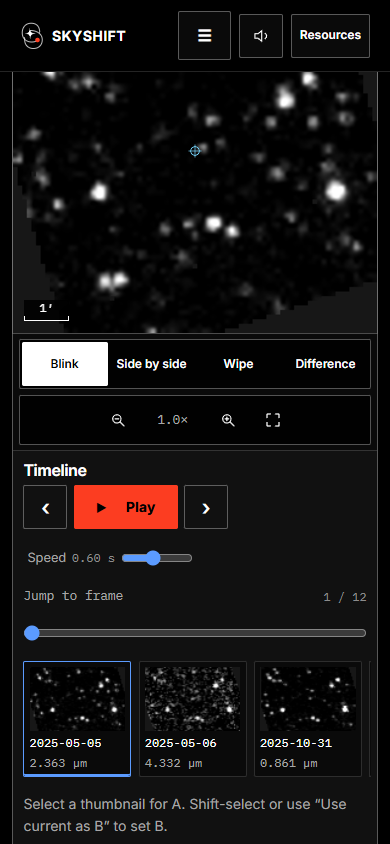 SKYSHIFT
Resources
1′
Blink
Side by side
Wipe
Difference
1.0×
Timeline
Play
Speed 0.60 s
Jump to frame
1 / 12
2025-05-05
2.363 µm
2025-05-06
4.332 µm
2025-10-31
0.861 µm
Select a thumbnail for A. Shift-select or use “Use
current as B” to set B.